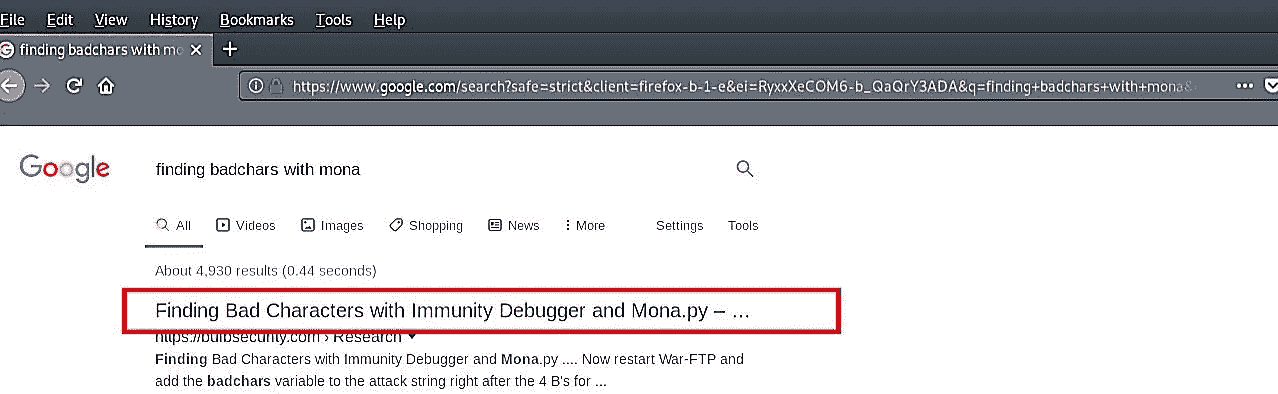 File Edit View History Bookmarks Tools Help
finding badchars with mo
https://www.google.com/search?safe=strict&client=firefox-b-1-e&ei=RyxxXeCOM6-b_QaQrY3ADA&q=finding+badchars+with+mona&
Google finding badchars with mona
All Videos Images Shopping News More Settings Tools
About 4,930 results (0.44 seconds)
Finding Bad Characters with Immunity Debugger and Mona.py – ...
https://bulbsecurity.com › Research
Finding Bad Characters with Immunity Debugger and Mona.py .... Now restart War-FTP and
add the badchars variable to the attack string right after the 4 B's for ...